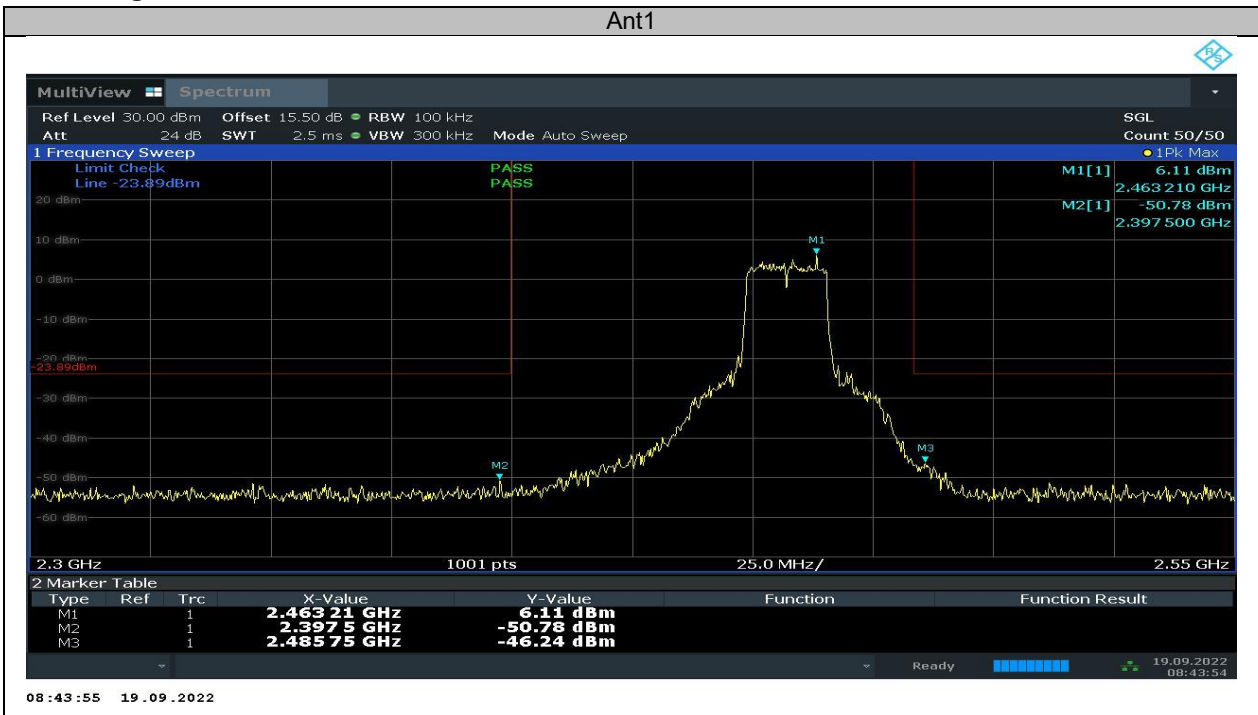 Ant1
R&S
MultiView Spectrum
Ref Level 30.00 dBm Offset 15.50 dB RBW 100 kHz SGL
Att 24 dB SWT 2.5 ms VBW 300 kHz Mode Auto Sweep Count 50/50
1 Frequency Sweep 1Pk Max
Limit Check PASS M1[1] 6.11 dBm
Line -23.89dBm PASS 2.463 210 GHz
20 dBm M2[1] -50.78 dBm
2.397 500 GHz
10 dBm M1
0 dBm
-10 dBm
-20 dBm
-23.89dBm
-30 dBm
-40 dBm
M3
M2
-50 dBm
-60 dBm
2.3 GHz 1001 pts 25.0 MHz/ 2.55 GHz
2 Marker Table
Type Ref Trc X-Value Y-Value Function Function Result
M1 1 2.463 21 GHz 6.11 dBm
M2 1 2.397 5 GHz -50.78 dBm
M3 1 2.485 75 GHz -46.24 dBm
Ready 19.09.2022
08:43:54
08:43:55 19.09.2022